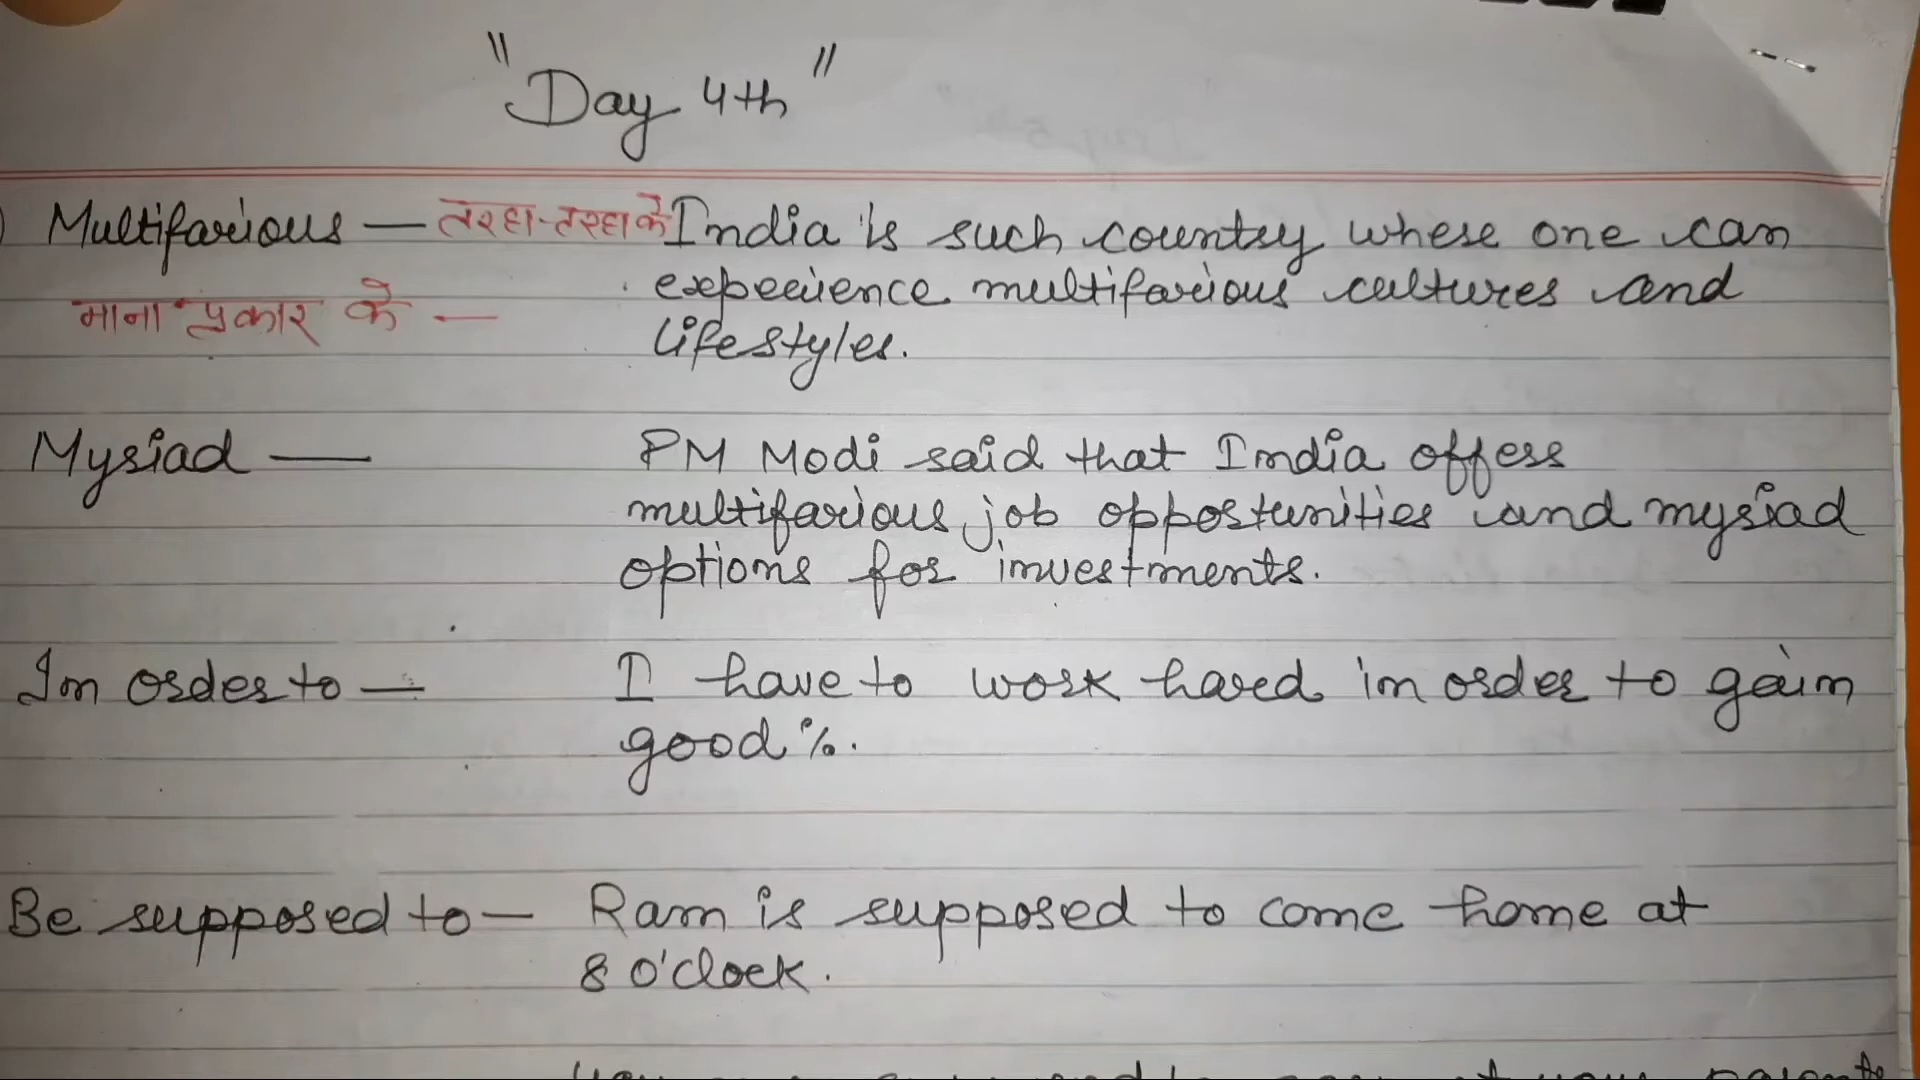 "Day 4th"
Multifarious — तरहा-तरहा के India is such country where one can
माना प्रकार के — experience multifarious cultures and
lifestyles.
Myriad — PM Modi said that India offers
multifarious job opportunities and myriad
options for investments.
In order to — I have to work hard in order to gain
good %.
Be supposed to — Ram is supposed to come home at
8 o'clock.